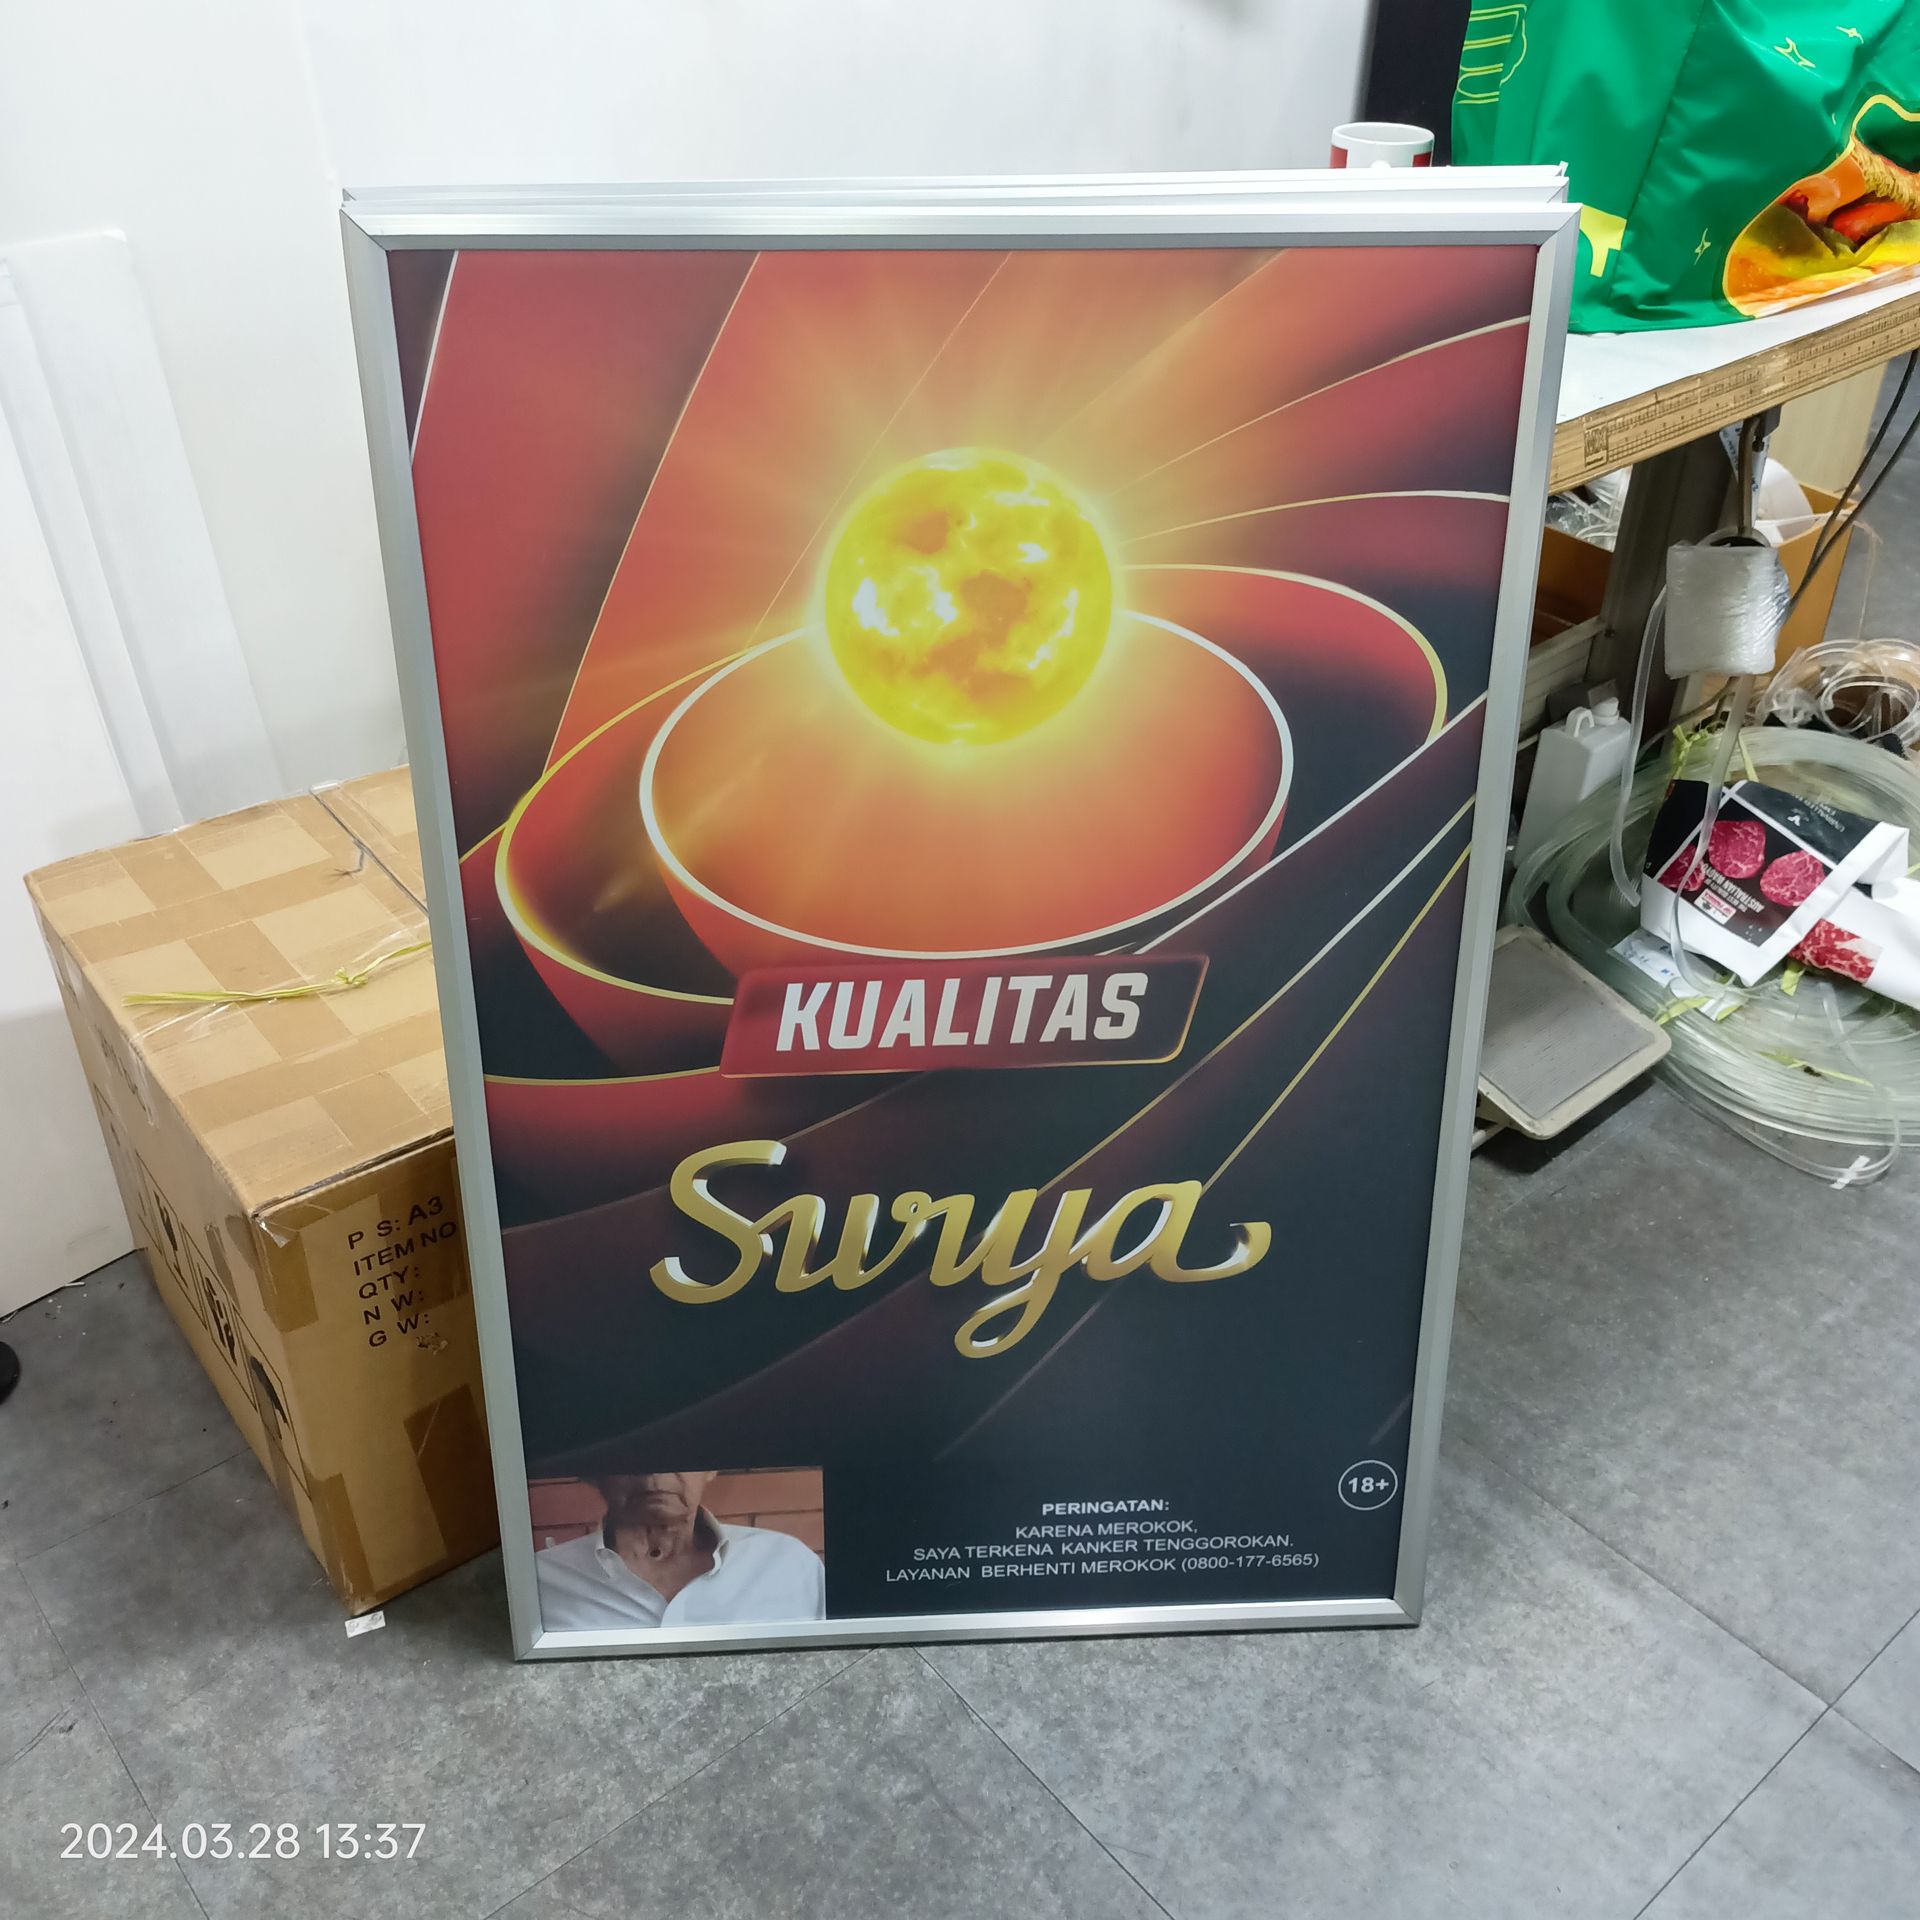 KUALITAS
Surya
18+
PERINGATAN:
KARENA MEROKOK,
SAYA TERKENA KANKER TENGGOROKAN.
LAYANAN BERHENTI MEROKOK (0800-177-6565)
P S: A3
ITEM NO
QTY:
N W:
G W:
AUSTRALIAN
2024.03.28 13:37